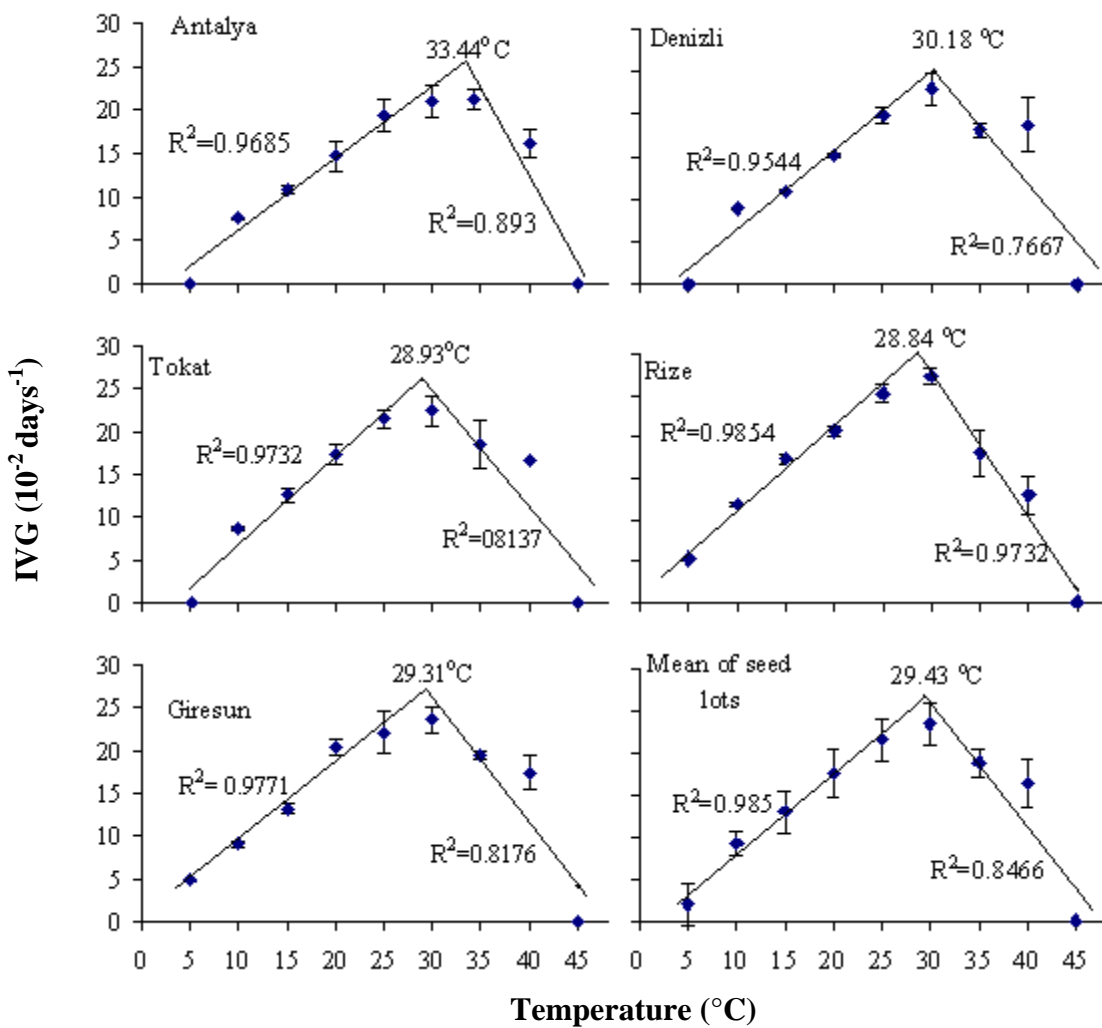 Antalya
33.44° C
R²=0.9685
R²=0.893
30
25
20
15
10
5
0
Denizli
30.18 °C
R²=0.9544
R²=0.7667
Tokat
28.93°C
R²=0.9732
R²=08137
30
25
20
15
10
5
0
Rize
28.84 °C
R²=0.9854
R²=0.9732
Giresun
29.31°C
R²= 0.9771
R²=0.8176
30
25
20
15
10
5
0
0 5 10 15 20 25 30 35 40 45
Mean of seed
lots
29.43 °C
R²=0.985
R²=0.8466
0 5 10 15 20 25 30 35 40 45
IVG (10⁻² days⁻¹)
Temperature (°C)